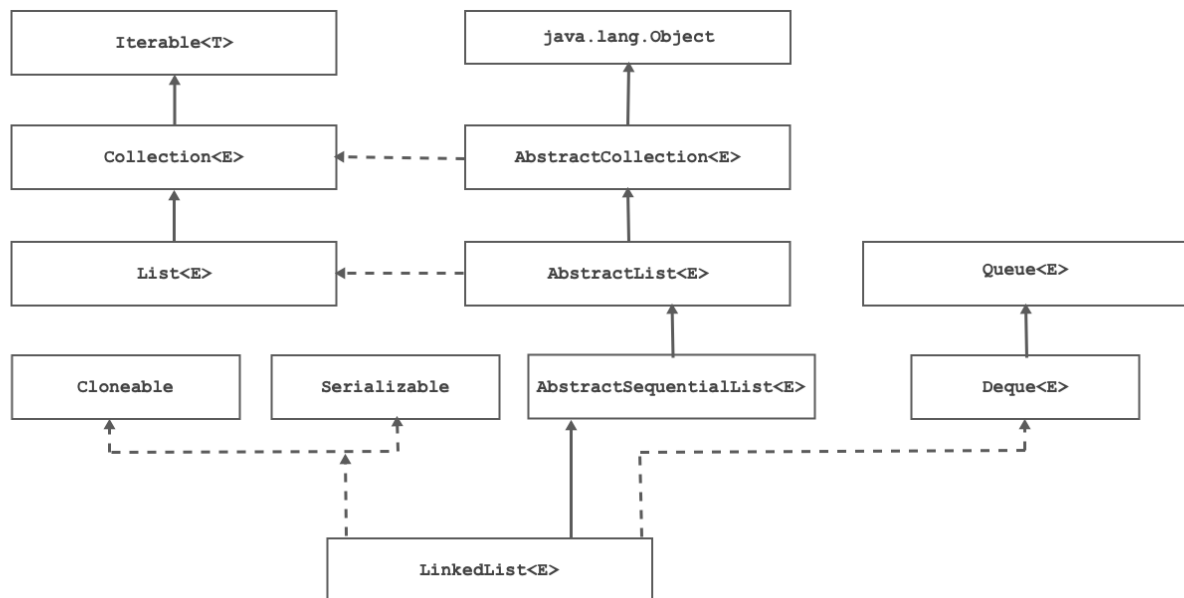 Iterable<T>
java.lang.Object
Collection<E>
AbstractCollection<E>
List<E>
AbstractList<E>
Queue<E>
Cloneable
Serializable
AbstractSequentialList<E>
Deque<E>
LinkedList<E>